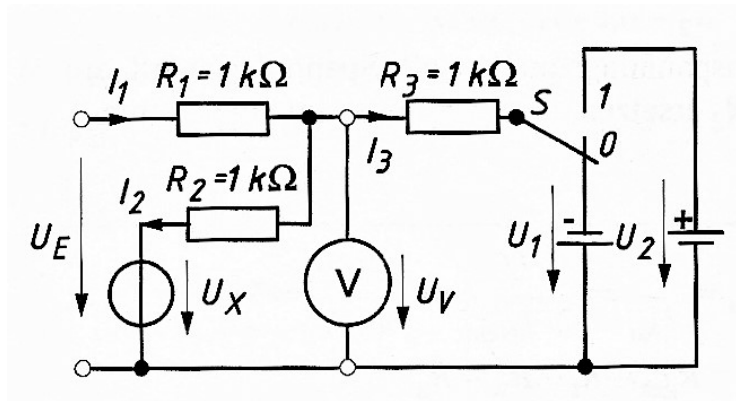 I1
R1=1 kΩ
R3=1 kΩ
S
1
0
I3
R2=1 kΩ
I2
UE
UX
V
UV
U1
-
U2
+